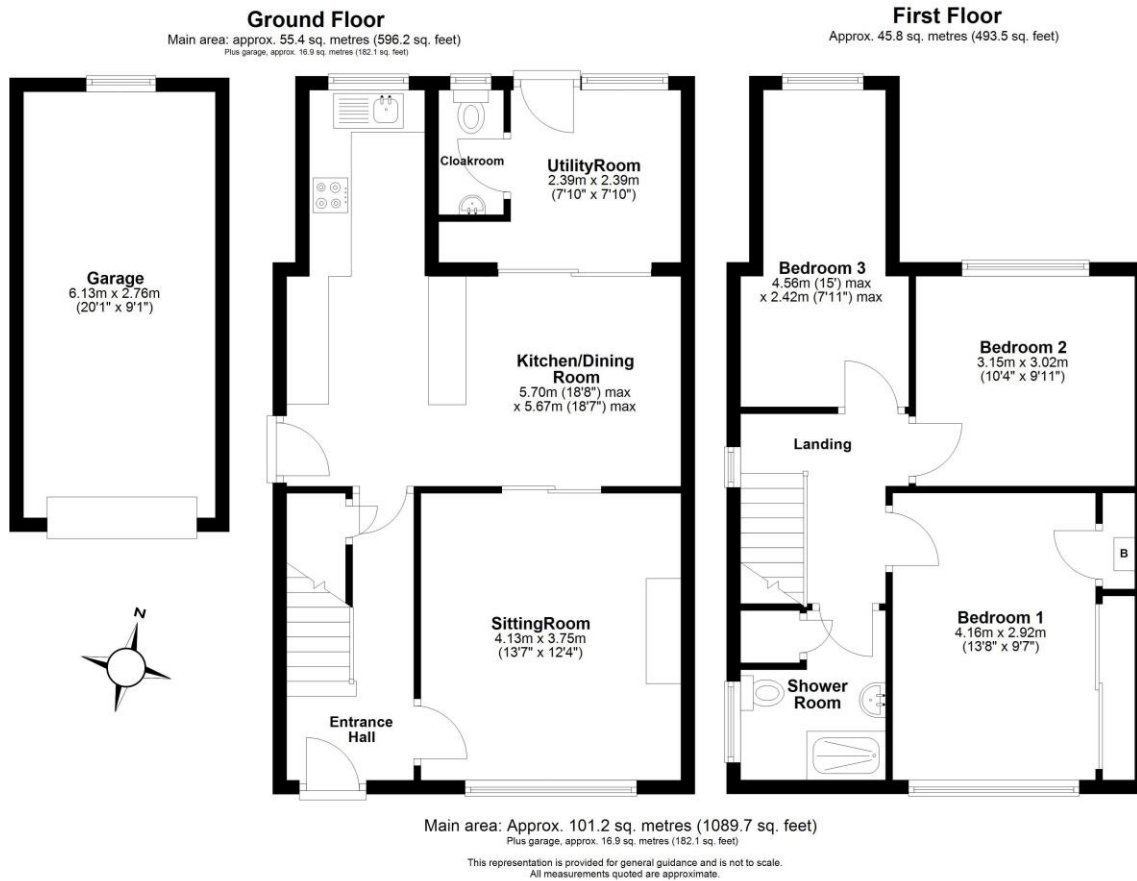 Ground Floor
Main area: approx. 55.4 sq. metres (596.2 sq. feet)
Plus garage, approx. 16.9 sq. metres (182.1 sq. feet)
First Floor
Approx. 45.8 sq. metres (493.5 sq. feet)
Garage
6.13m x 2.76m
(20'1" x 9'1")
Cloakroom
UtilityRoom
2.39m x 2.39m
(7'10" x 7'10")
Kitchen/Dining
Room
5.70m (18'8") max
x 5.67m (18'7") max
SittingRoom
4.13m x 3.75m
(13'7" x 12'4")
Entrance
Hall
Bedroom 3
4.56m (15') max
x 2.42m (7'11") max
Bedroom 2
3.15m x 3.02m
(10'4" x 9'11")
Landing
B
Bedroom 1
4.16m x 2.92m
(13'8" x 9'7")
Shower
Room
N
Main area: Approx. 101.2 sq. metres (1089.7 sq. feet)
Plus garage, approx. 16.9 sq. metres (182.1 sq. feet)
This representation is provided for general guidance and is not to scale.
All measurements quoted are approximate.